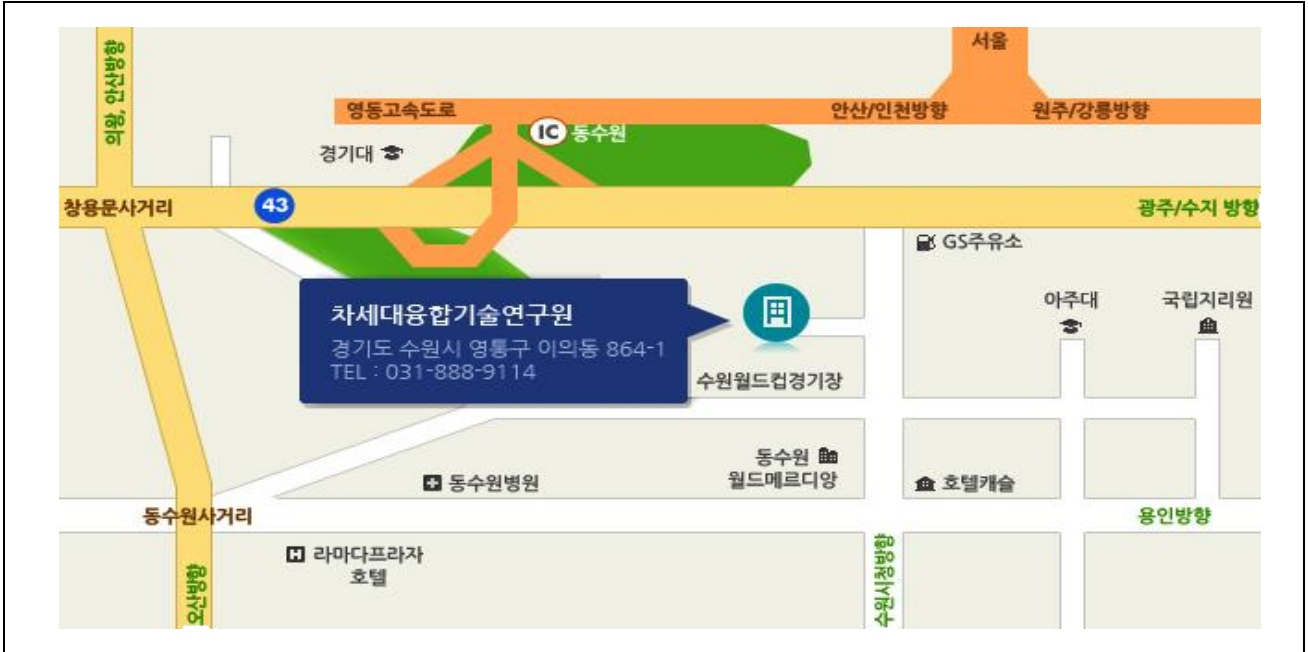 서울
의왕, 안산방향
영동고속도로
안산/인천방향
원주/강릉방향
IC 동수원
경기대
창용문사거리
43
광주/수지 방향
GS주유소
아주대
국립지리원
차세대융합기술연구원
경기도 수원시 영통구 이의동 864-1
TEL : 031-888-9114
수원월드컵경기장
동수원
월드메르디앙
동수원병원
호텔캐슬
동수원사거리
용인방향
라마다프라자
호텔
H
오산방향
수원시청방향